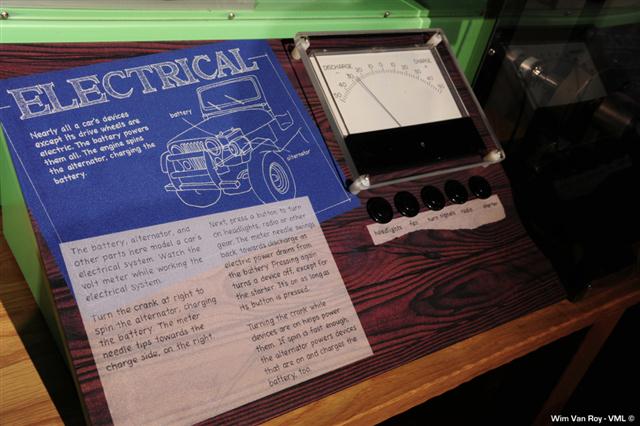 ELECTRICAL
Nearly all a car's devices
except its drive wheels are
electric. The battery powers
them all. The engine spins
the alternator, charging the
battery.
battery
alternator
The battery, alternator, and
other parts here model a car's
electrical system. Watch the
volt meter while working the
electrical system.
Turn the crank at right to
spin the alternator, charging
the battery. The meter
needle tips towards the
charge side, on the right.
Next, press a button to turn
on headlights, radio or other
gear. The meter needle swings
back towards discharge as
electric power drains from
the battery. Pressing again
turns a device off, except for
the starter. It's on as long as
its button is pressed.
Turning the crank while
devices are on helps power
them. If spin is fast enough,
the alternator powers devices
that are on and charges the
battery, too.
DISCHARGE CHARGE
headlights fan turn signals radio starter
Wim Van Roy - VML ©